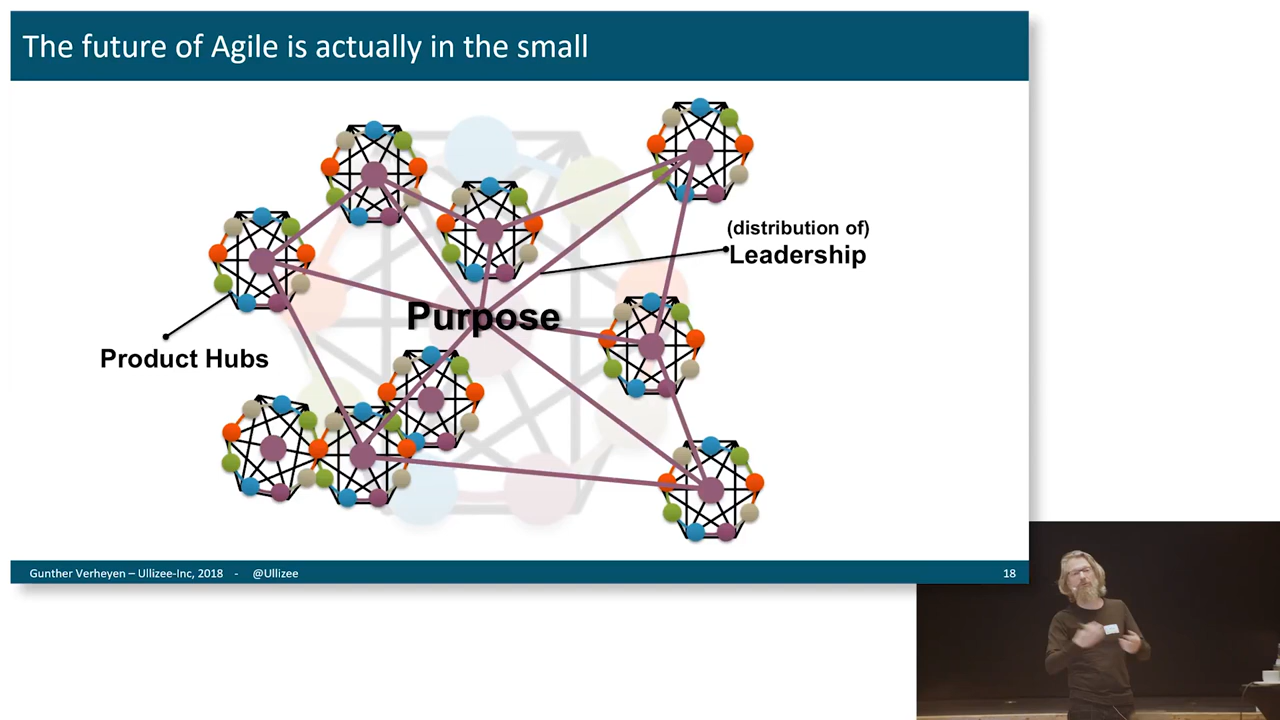 The future of Agile is actually in the small
(distribution of)
Leadership
Purpose
Product Hubs
Gunther Verheyen – Ullizee-Inc, 2018 - @Ullizee
18